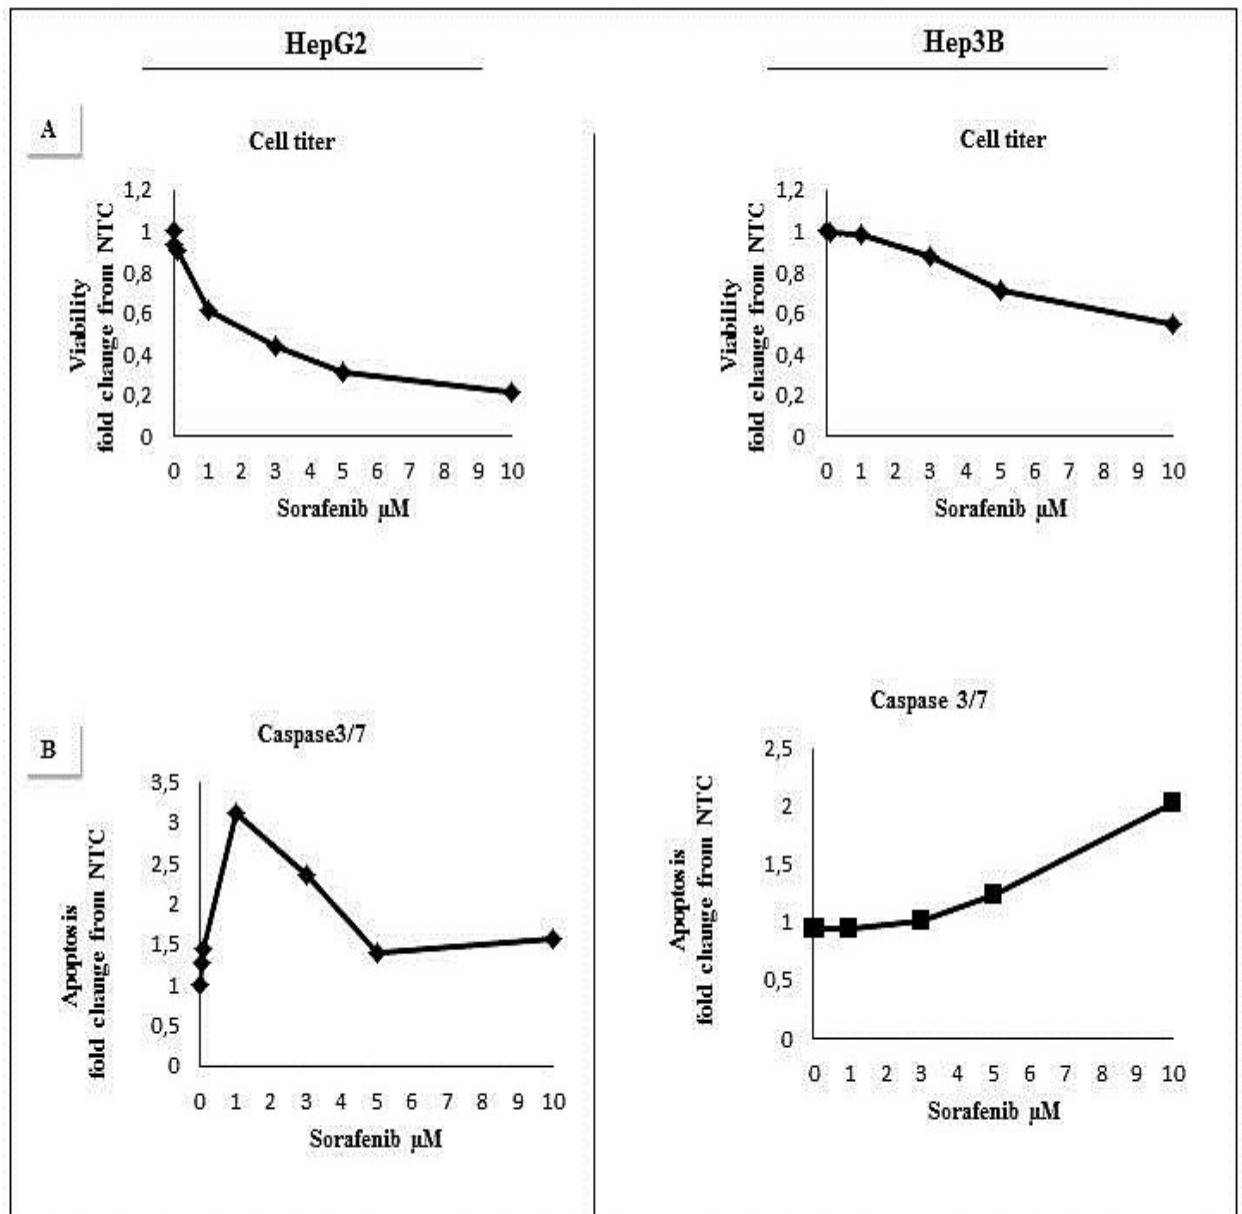 HepG2
Hep3B
A
Cell titer
Viability
fold change from NTC
1,2
1
0,8
0,6
0,4
0,2
0
0 1 2 3 4 5 6 7 8 9 10
Sorafenib µM
Cell titer
Viability
fold change from NTC
1,2
1
0,8
0,6
0,4
0,2
0
0 1 2 3 4 5 6 7 8 9 10
Sorafenib µM
B
Caspase3/7
Apoptosis
fold change from NTC
3,5
3
2,5
2
1,5
1
0,5
0
0 1 2 3 4 5 6 7 8 9 10
Sorafenib µM
Caspase 3/7
Apoptosis
fold change from NTC
2,5
2
1,5
1
0,5
0
0 1 2 3 4 5 6 7 8 9 10
Sorafenib µM